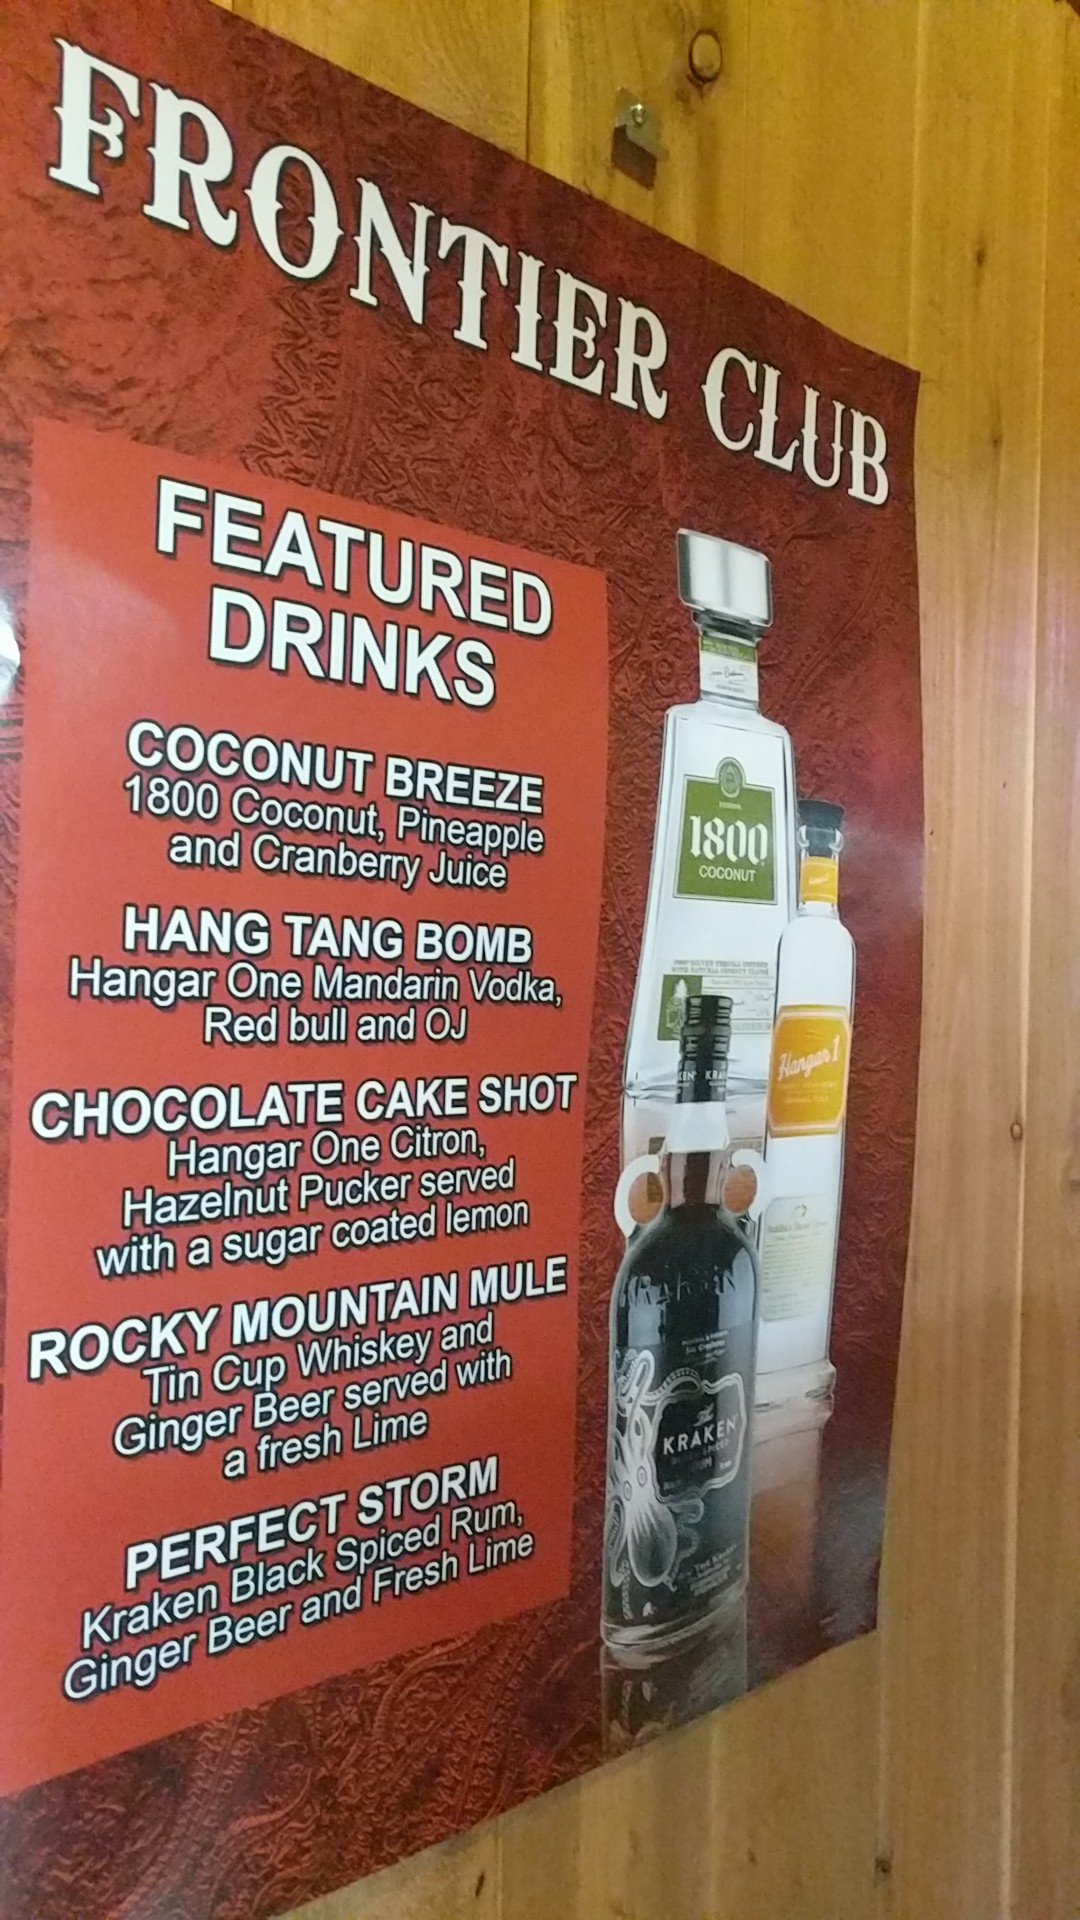 FRONTIER CLUB
FEATURED
DRINKS
COCONUT BREEZE
1800 Coconut, Pineapple
and Cranberry Juice
HANG TANG BOMB
Hangar One Mandarin Vodka,
Red bull and OJ
CHOCOLATE CAKE SHOT
Hangar One Citron,
Hazelnut Pucker served
with a sugar coated lemon
ROCKY MOUNTAIN MULE
Tin Cup Whiskey and
Ginger Beer served with
a fresh Lime
PERFECT STORM
Kraken Black Spiced Rum,
Ginger Beer and Fresh Lime
1800
COCONUT
Hangar 1
KRAKEN
The
KRAKEN